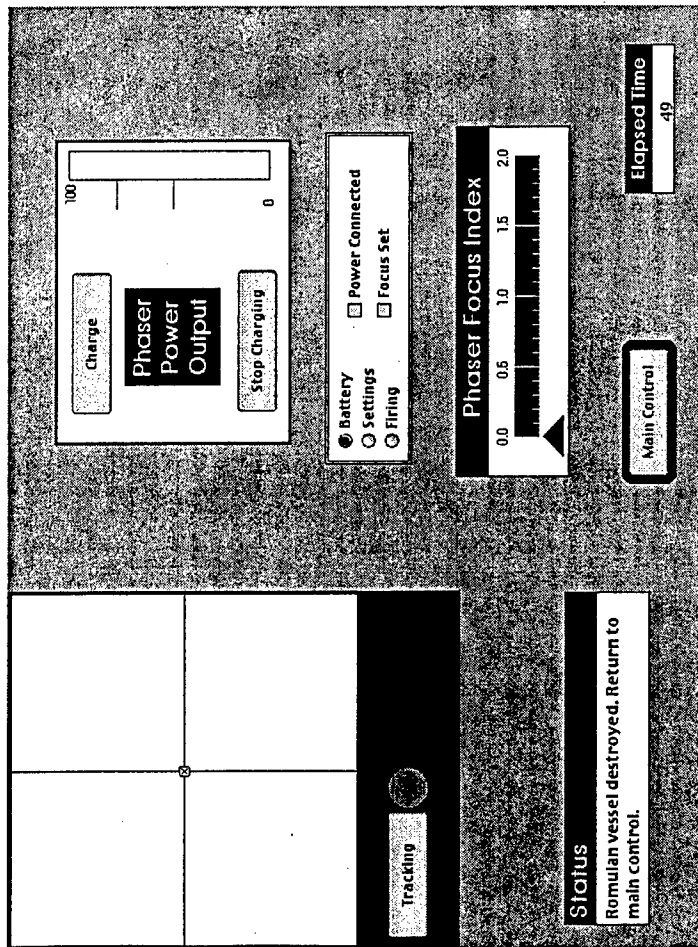 Tracking
Status
Romulan vessel destroyed. Return to
main control.
Charge
Phaser
Power
Output
Stop Charging
100
0
Battery
Settings
Firing
Power Connected
Focus Set
Phaser Focus Index
0.0 0.5 1.0 1.5 2.0
Main Control
Elapsed Time
49